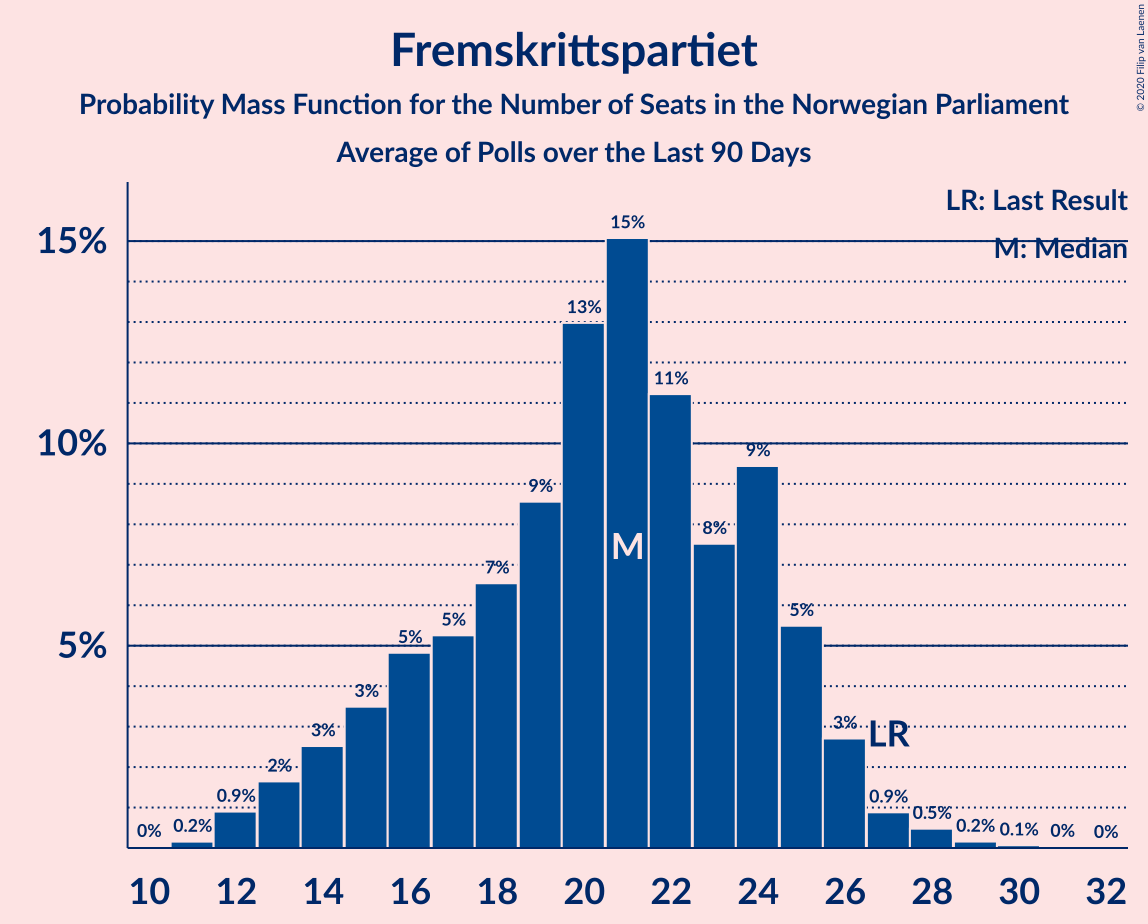 Fremskrittspartiet
Probability Mass Function for the Number of Seats in the Norwegian Parliament
Average of Polls over the Last 90 Days
© 2020 Filip van Laenen
LR: Last Result
M: Median
15%
10%
5%
0%
0.2%
0.9%
2%
3%
3%
5%
5%
7%
9%
13%
15%
11%
8%
9%
5%
3%
0.9%
0.5%
0.2%
0.1%
0%
0%
M
LR
10 12 14 16 18 20 22 24 26 28 30 32